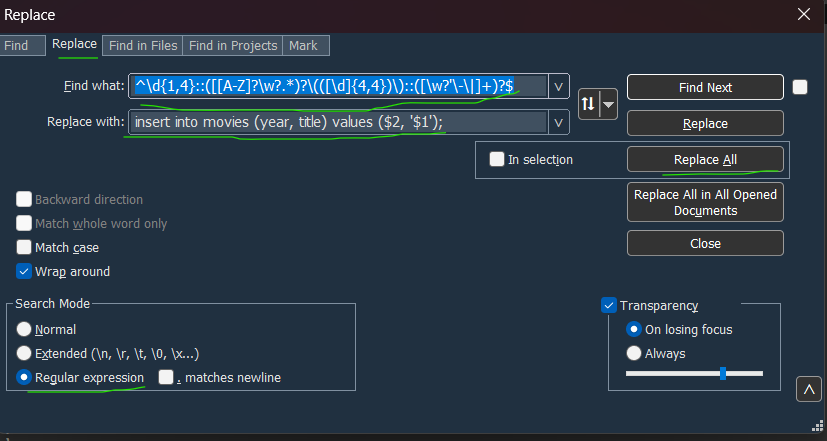 Replace
Find Replace Find in Files Find in Projects Mark
Find what: ^\d{1,4}::([[A-Z]?\w?.*)?\(([\d]{4,4})\)::([\w?'\-\|]+)?$
Find Next
Replace with: insert into movies (year, title) values ($2, '$1');
Replace
In selection
Replace All
Replace All in All Opened
Documents
Close
Backward direction
Match whole word only
Match case
Wrap around
Search Mode
Normal
Extended (\n, \r, \t, \0, \x...)
Regular expression
. matches newline
Transparency
On losing focus
Always